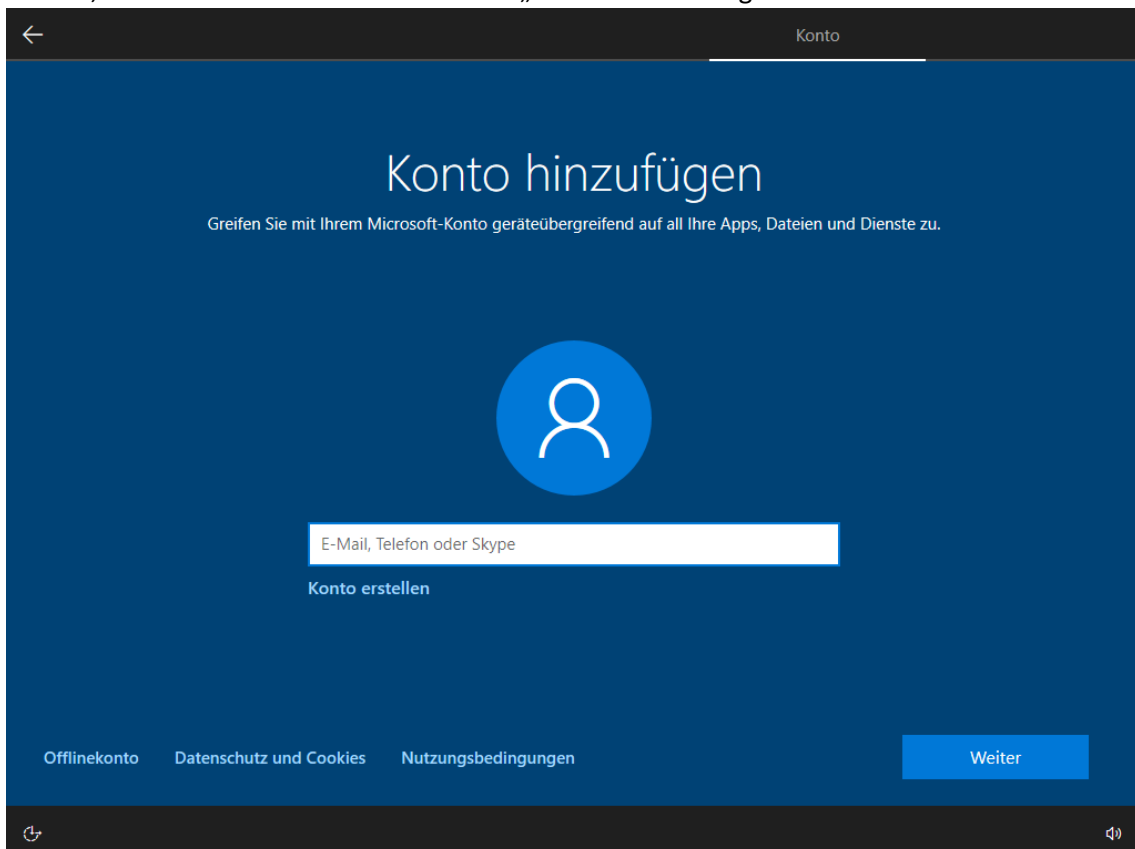 Konto
Konto hinzufügen
Greifen Sie mit Ihrem Microsoft-Konto geräteübergreifend auf all Ihre Apps, Dateien und Dienste zu.
E-Mail, Telefon oder Skype
Konto erstellen
Offlinekonto Datenschutz und Cookies Nutzungsbedingungen Weiter